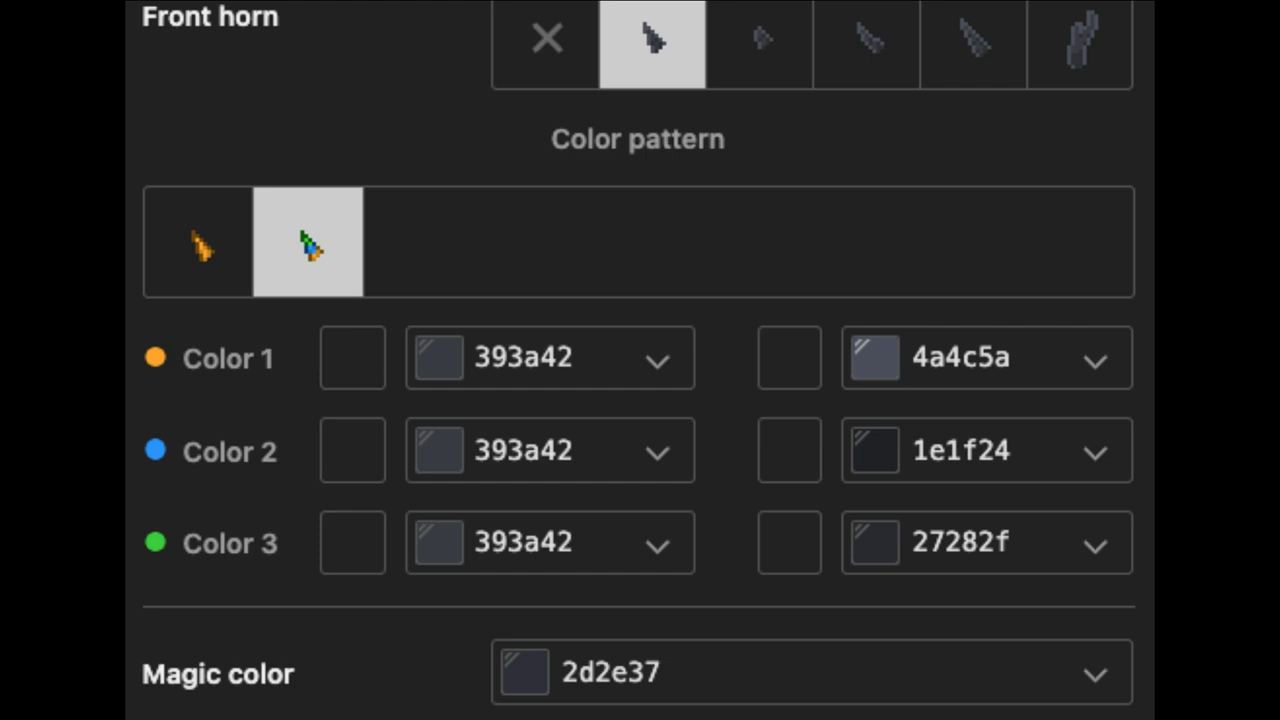 Front horn
Color pattern
Color 1 393a42 4a4c5a
Color 2 393a42 1e1f24
Color 3 393a42 27282f
Magic color 2d2e37